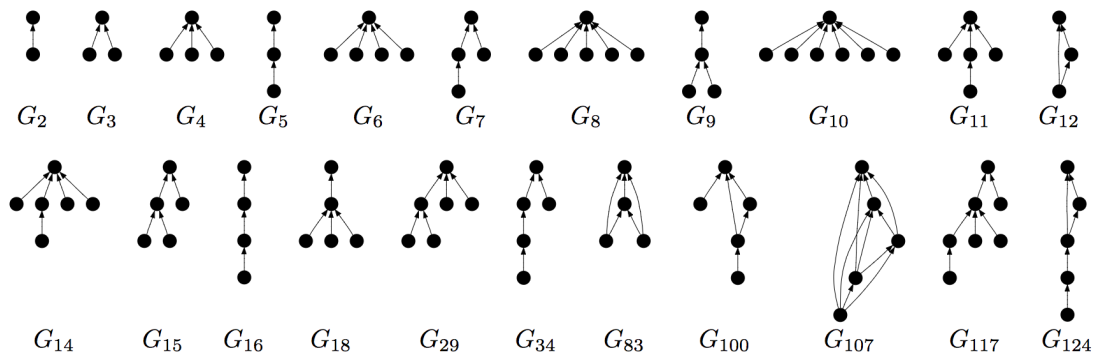 G₂ G₃ G₄ G₅ G₆ G₇ G₈ G₉ G₁₀ G₁₁ G₁₂
G₁₄ G₁₅ G₁₆ G₁₈ G₂₉ G₃₄ G₈₃ G₁₀₀ G₁₀₇ G₁₁₇ G₁₂₄